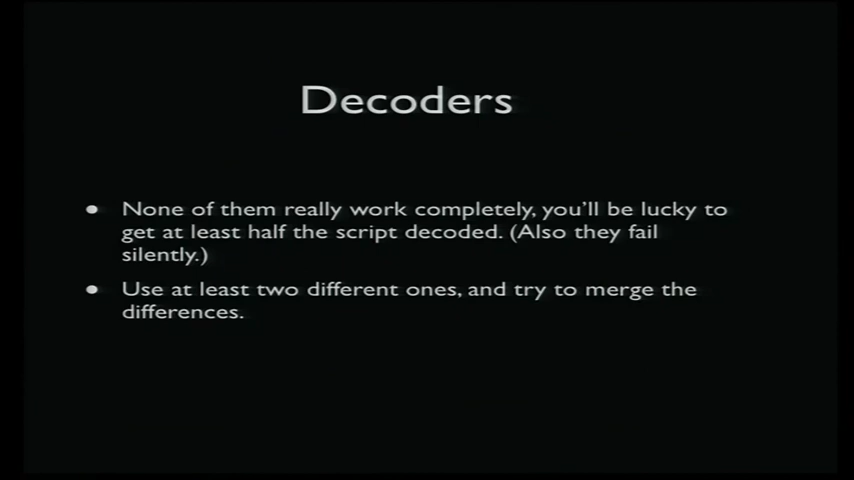 Decoders
● None of them really work completely, you'll be lucky to
get at least half the script decoded. (Also they fail
silently.)
● Use at least two different ones, and try to merge the
differences.